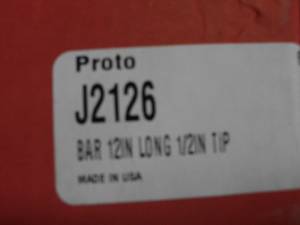 Proto
J2126
BAR 12IN LONG 1/2IN TIP
MADE IN USA